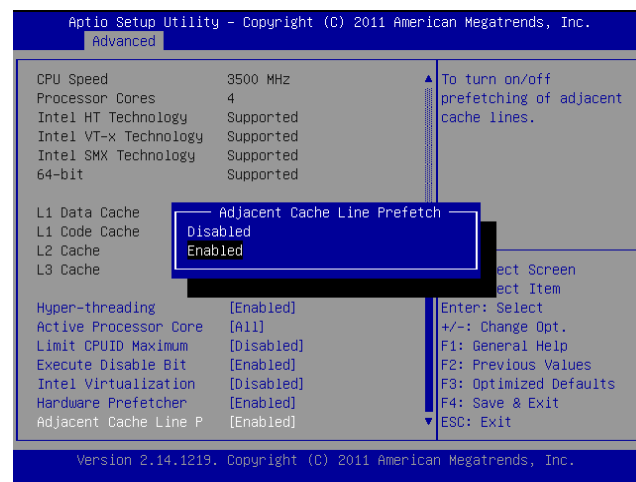 Aptio Setup Utility – Copyright (C) 2011 American Megatrends, Inc.
Advanced
CPU Speed 3500 MHz
Processor Cores 4
Intel HT Technology Supported
Intel VT-x Technology Supported
Intel SMX Technology Supported
64-bit Supported
L1 Data Cache
L1 Code Cache
L2 Cache
L3 Cache
Hyper-threading [Enabled]
Active Processor Core [All]
Limit CPUID Maximum [Disabled]
Execute Disable Bit [Enabled]
Intel Virtualization [Disabled]
Hardware Prefetcher [Enabled]
Adjacent Cache Line P [Enabled]
Adjacent Cache Line Prefetch
Disabled
Enabled
To turn on/off
prefetching of adjacent
cache lines.
ect Screen
ect Item
Enter: Select
+/-: Change Opt.
F1: General Help
F2: Previous Values
F3: Optimized Defaults
F4: Save & Exit
ESC: Exit
Version 2.14.1219. Copyright (C) 2011 American Megatrends, Inc.